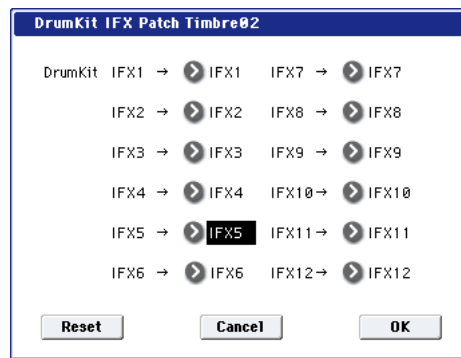 DrumKit IFX Patch Timbre02
DrumKit IFX1 → IFX1 IFX7 → IFX7
IFX2 → IFX2 IFX8 → IFX8
IFX3 → IFX3 IFX9 → IFX9
IFX4 → IFX4 IFX10→ IFX10
IFX5 → IFX5 IFX11→ IFX11
IFX6 → IFX6 IFX12→ IFX12
Reset Cancel OK